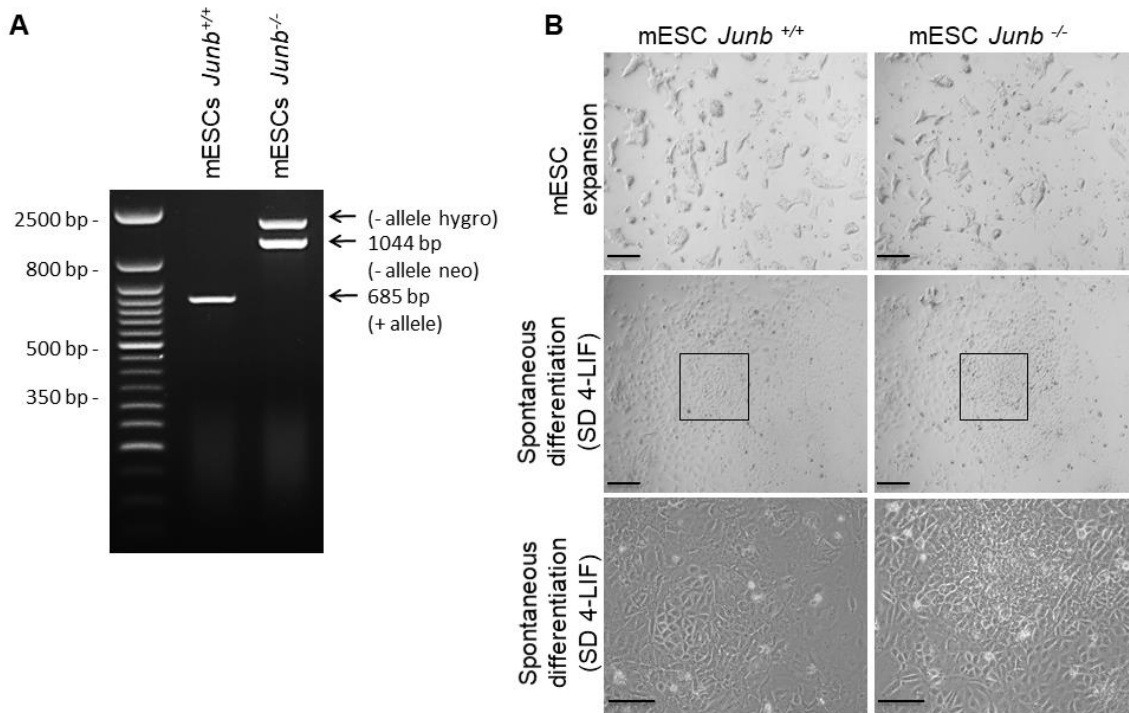 A
mESCs Junb+/+
mESCs Junb-/-
2500 bp -
800 bp -
500 bp -
350 bp -
(- allele hygro)
1044 bp
(- allele neo)
685 bp
(+ allele)
B
mESC Junb +/+
mESC Junb -/-
mESC
expansion
Spontaneous
differentiation
(SD 4-LIF)
Spontaneous
differentiation
(SD 4-LIF)